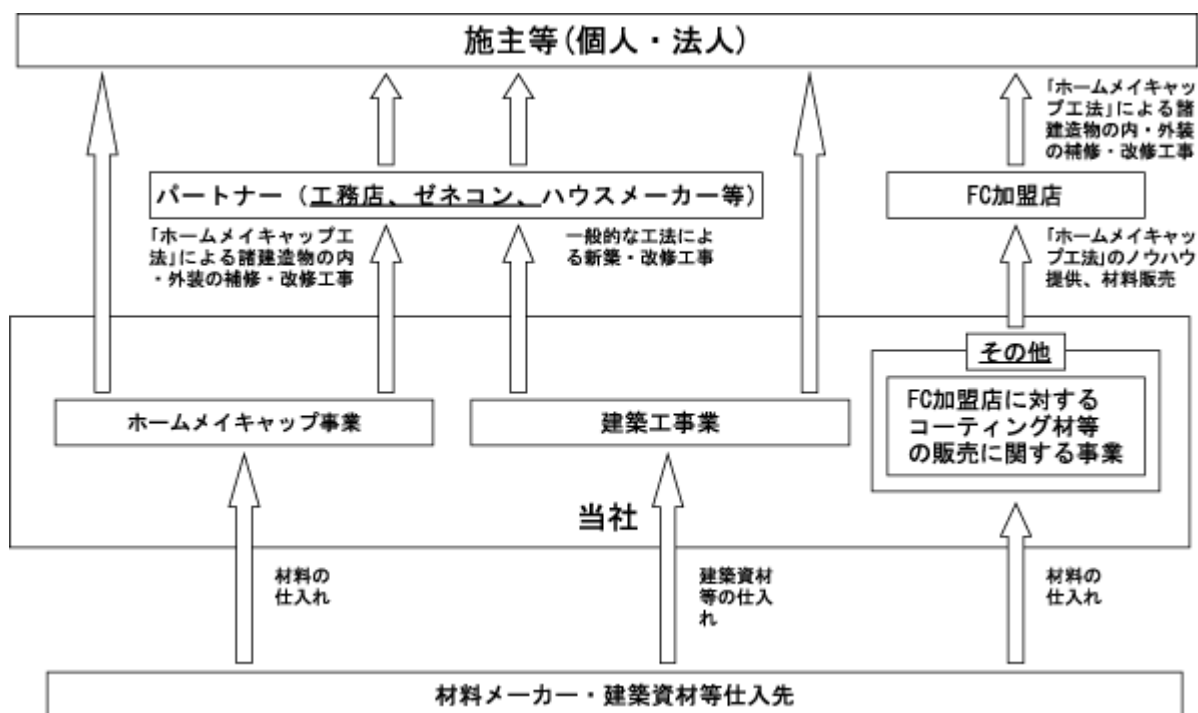 施主等(個人・法人)
「ホームメイキャッ
プ工法」による諸
建造物の内・外装
の補修・改修工事
パートナー（工務店、ゼネコン、ハウスメーカー等）
FC加盟店
「ホームメイキャップ工
法」による諸建造物の内
・外装の補修・改修工事
一般的な工法によ
る新築・改修工事
「ホームメイキャッ
プ工法」のノウハウ
提供、材料販売
その他
ホームメイキャップ事業
建築工事業
FC加盟店に対する
コーティング材等
の販売に関する事業
当社
材料の
仕入れ
建築資材
等の仕入
れ
材料の
仕入れ
材料メーカー・建築資材等仕入先